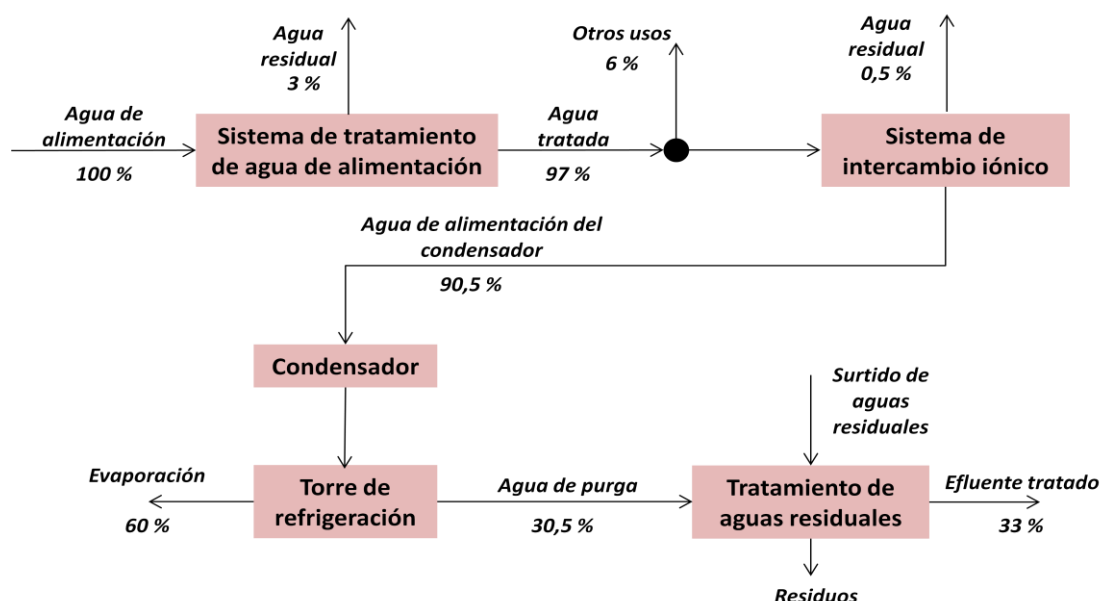 Agua
residual
3 %
Otros usos
6 %
Agua
residual
0,5 %
Agua de
alimentación
100 %
Sistema de tratamiento
de agua de alimentación
Agua
tratada
97 %
Sistema de
intercambio iónico
Agua de alimentación del
condensador
90,5 %
Condensador
Surtido de
aguas
residuales
Evaporación
60 %
Torre de
refrigeración
Agua de purga
30,5 %
Tratamiento de
aguas residuales
Efluente tratado
33 %
Residuos